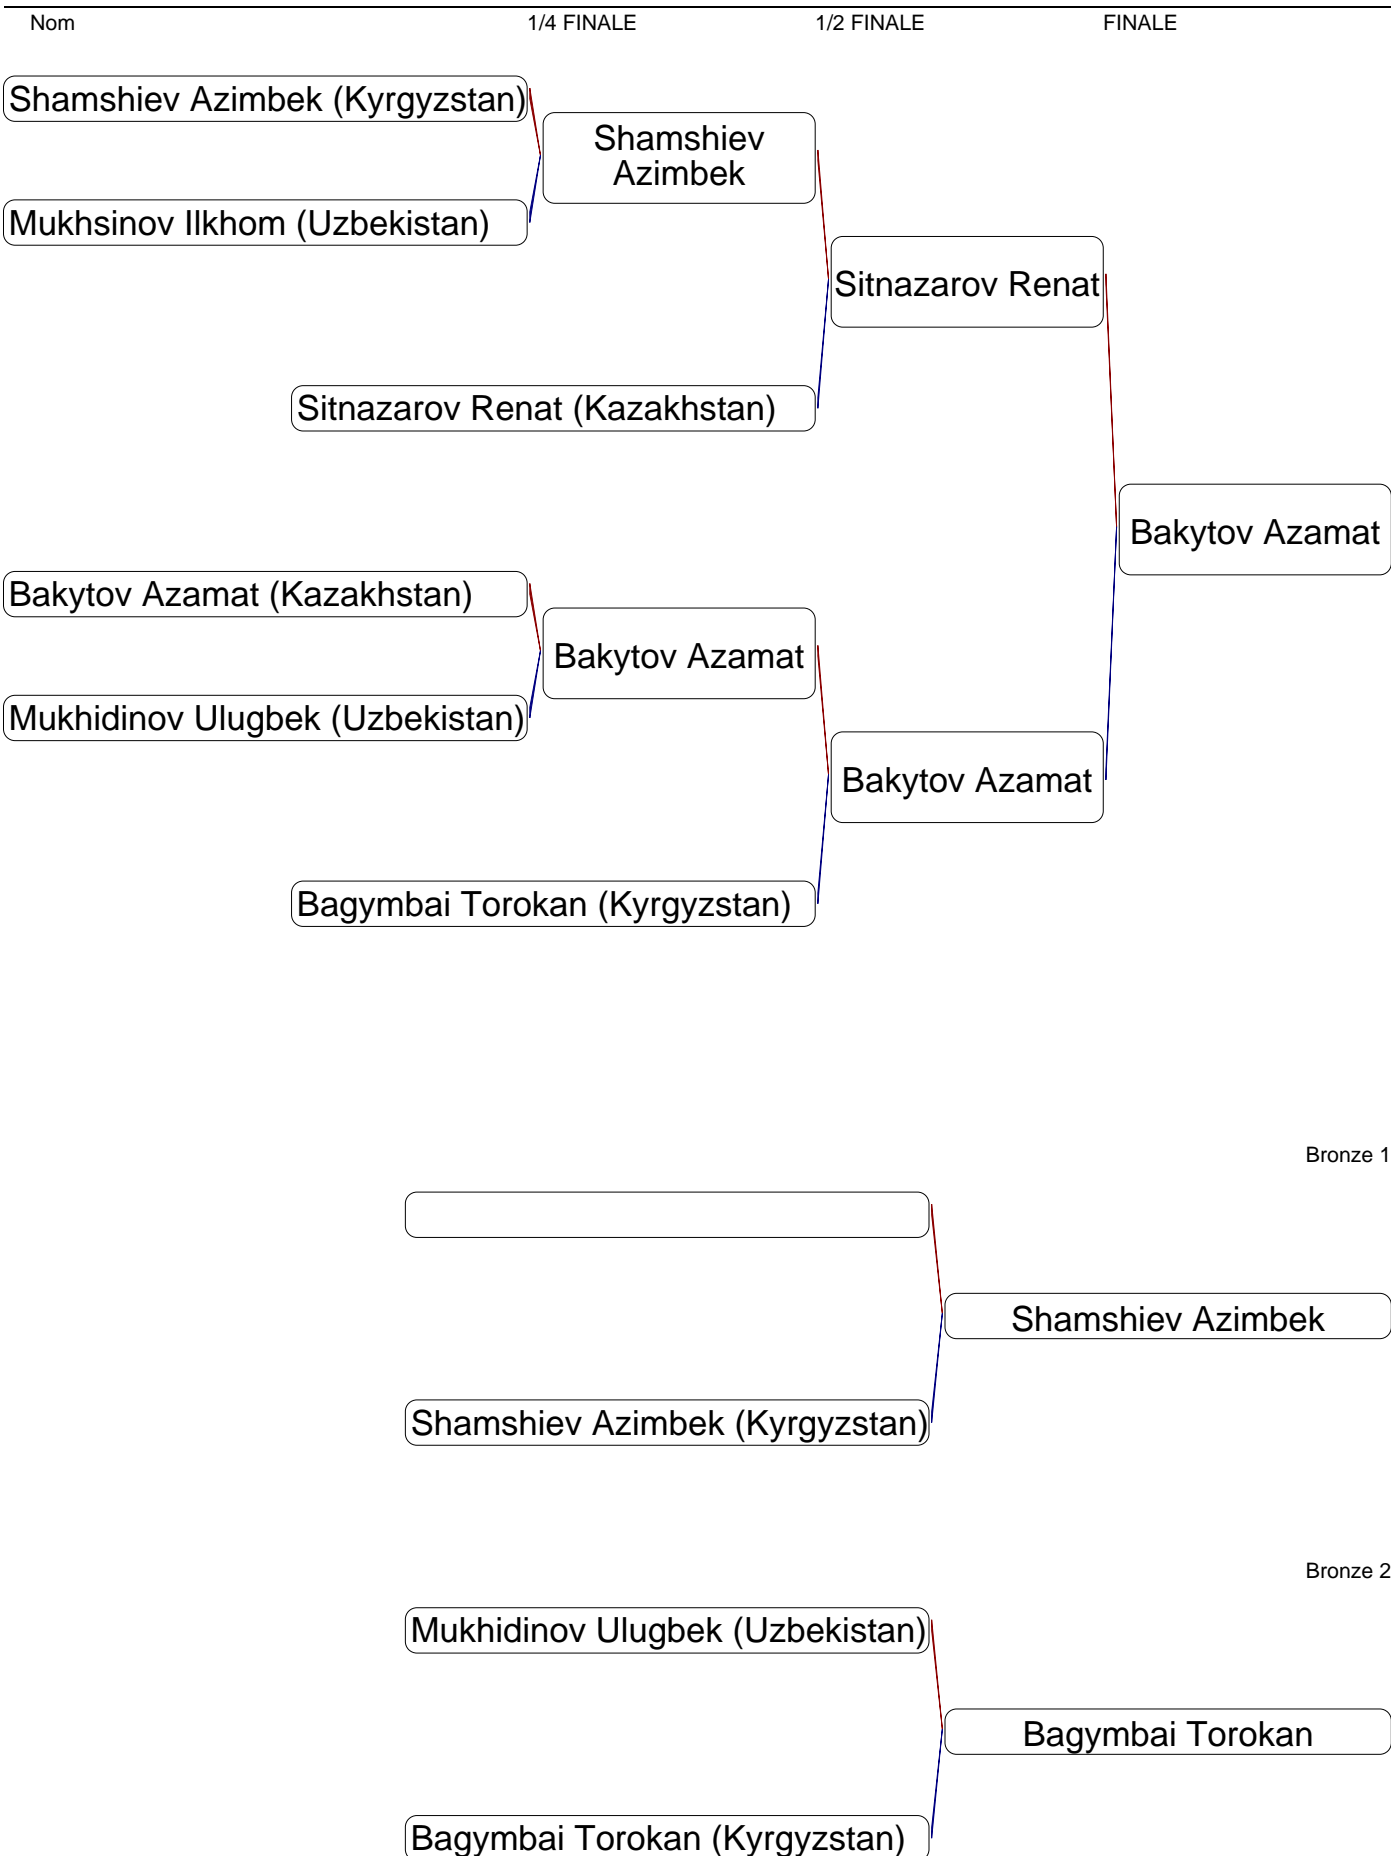 Nom 1/4 FINALE 1/2 FINALE FINALE
Shamshiev Azimbek (Kyrgyzstan)
Shamshiev
Azimbek
Mukhsinov Ilkhom (Uzbekistan)
Sitnazarov Renat
Sitnazarov Renat (Kazakhstan)
Bakytov Azamat
Bakytov Azamat (Kazakhstan)
Bakytov Azamat
Mukhidinov Ulugbek (Uzbekistan)
Bakytov Azamat
Bagymbai Torokan (Kyrgyzstan)
Bronze 1
Shamshiev Azimbek
Shamshiev Azimbek (Kyrgyzstan)
Bronze 2
Mukhidinov Ulugbek (Uzbekistan)
Bagymbai Torokan
Bagymbai Torokan (Kyrgyzstan)